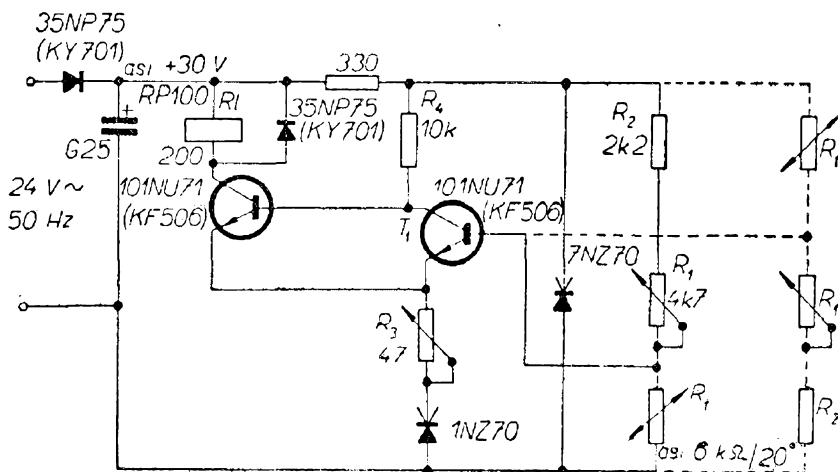 35NP75
(KY701)
asi +30 V
RP100
Rl
330
35NP75
(KY701)
R4
10k
R2
2k2
R1
+
G25
200
24 V~
50 Hz
101NU71
(KF506)
101NU71
(KF506)
T1
7NZ70
R1
4k7
R1
R3
47
1NZ70
R1
asi 6 kΩ/20°
R2